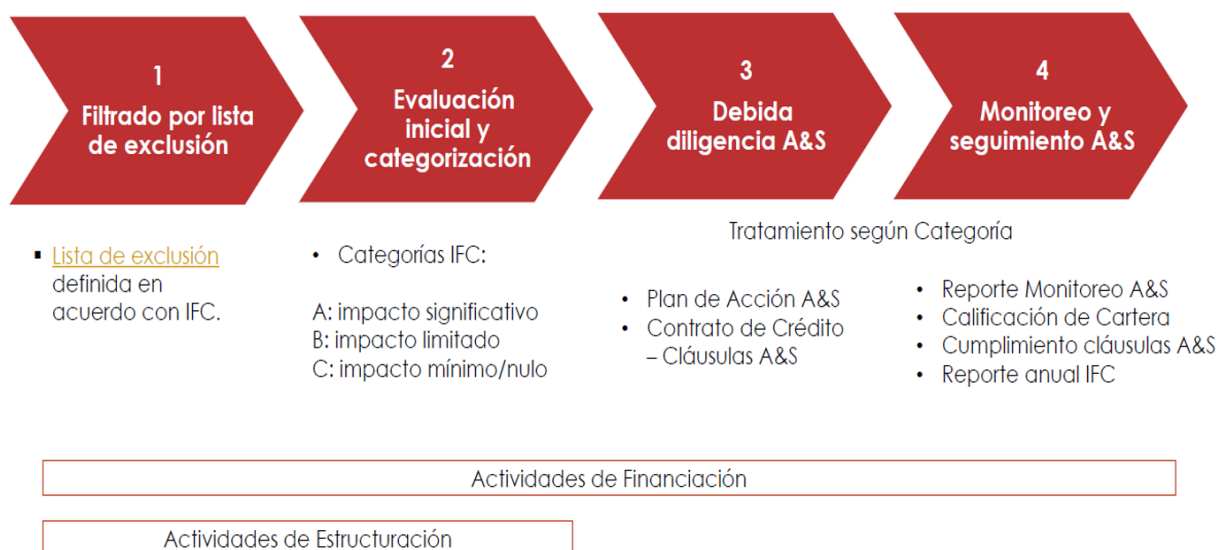 1
Filtrado por lista
de exclusión
2
Evaluación
inicial y
categorización
3
Debida
diligencia A&S
4
Monitoreo y
seguimiento A&S
▪ Lista de exclusión
definida en
acuerdo con IFC.
• Categorías IFC:
A: impacto significativo
B: impacto limitado
C: impacto mínimo/nulo
Tratamiento según Categoría
• Plan de Acción A&S
• Contrato de Crédito
– Cláusulas A&S
• Reporte Monitoreo A&S
• Calificación de Cartera
• Cumplimiento cláusulas A&S
• Reporte anual IFC
Actividades de Financiación
Actividades de Estructuración